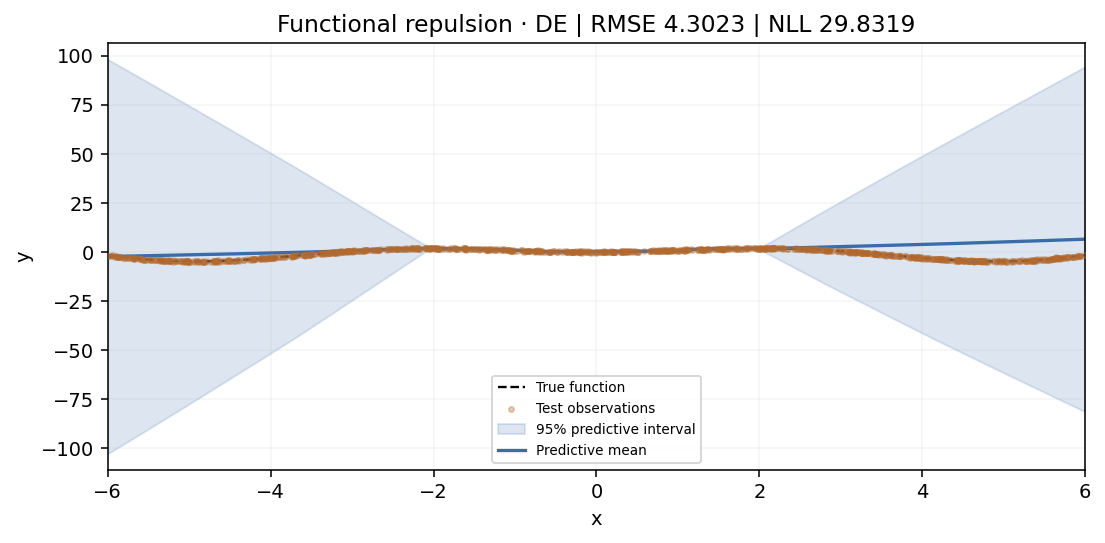 Functional repulsion · DE | RMSE 4.3023 | NLL 29.8319
100
75
50
25
0
−25
−50
−75
−100
y
True function
Test observations
95% predictive interval
Predictive mean
−6
−4
−2
0
2
4
6
x